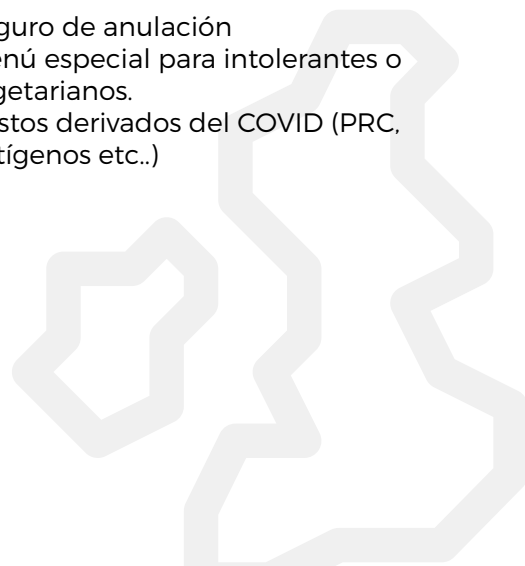 guro de anulación
enú especial para intolerantes o
getarianos.
stos derivados del COVID (PRC,
tígenos etc..)